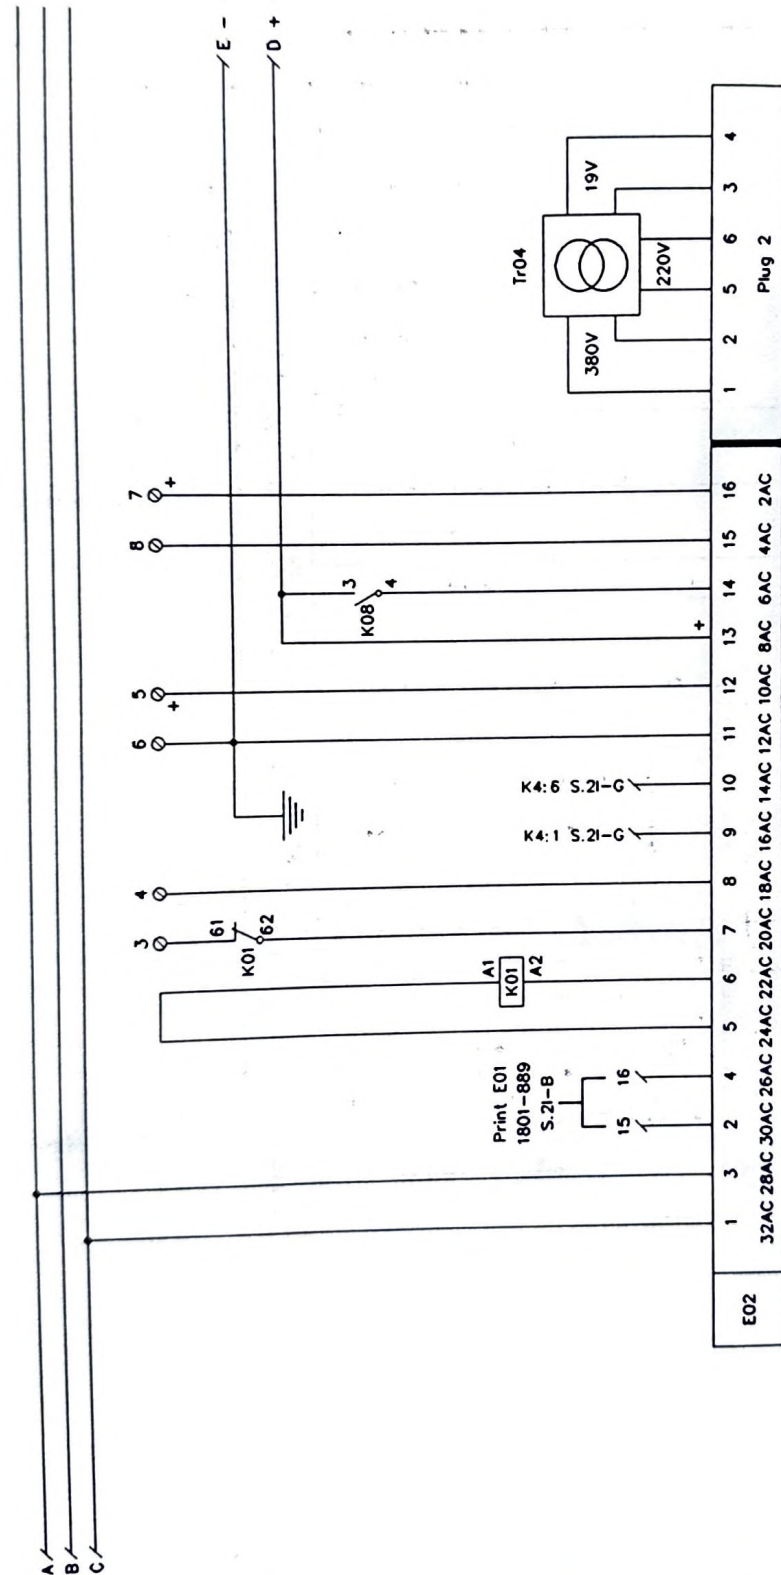 A
B
C
E -
D +
3
4
6
5
+
8
7
+
61
62
K01
K08
3
4
Tr04
380V
19V
220V
Print E01
1801-889
S.21-B
15
16
A1
K01
A2
K4:1 S.21-G
K4:6 S.21-G
+
E02
1 3 2 4 5 6 7 8 9 10 11 12 13 14 15 16
1 2 5 6 3 4
32AC 28AC 30AC 26AC 24AC 22AC 20AC 18AC 16AC 14AC 12AC 10AC 8AC 6AC 4AC 2AC
Plug 2